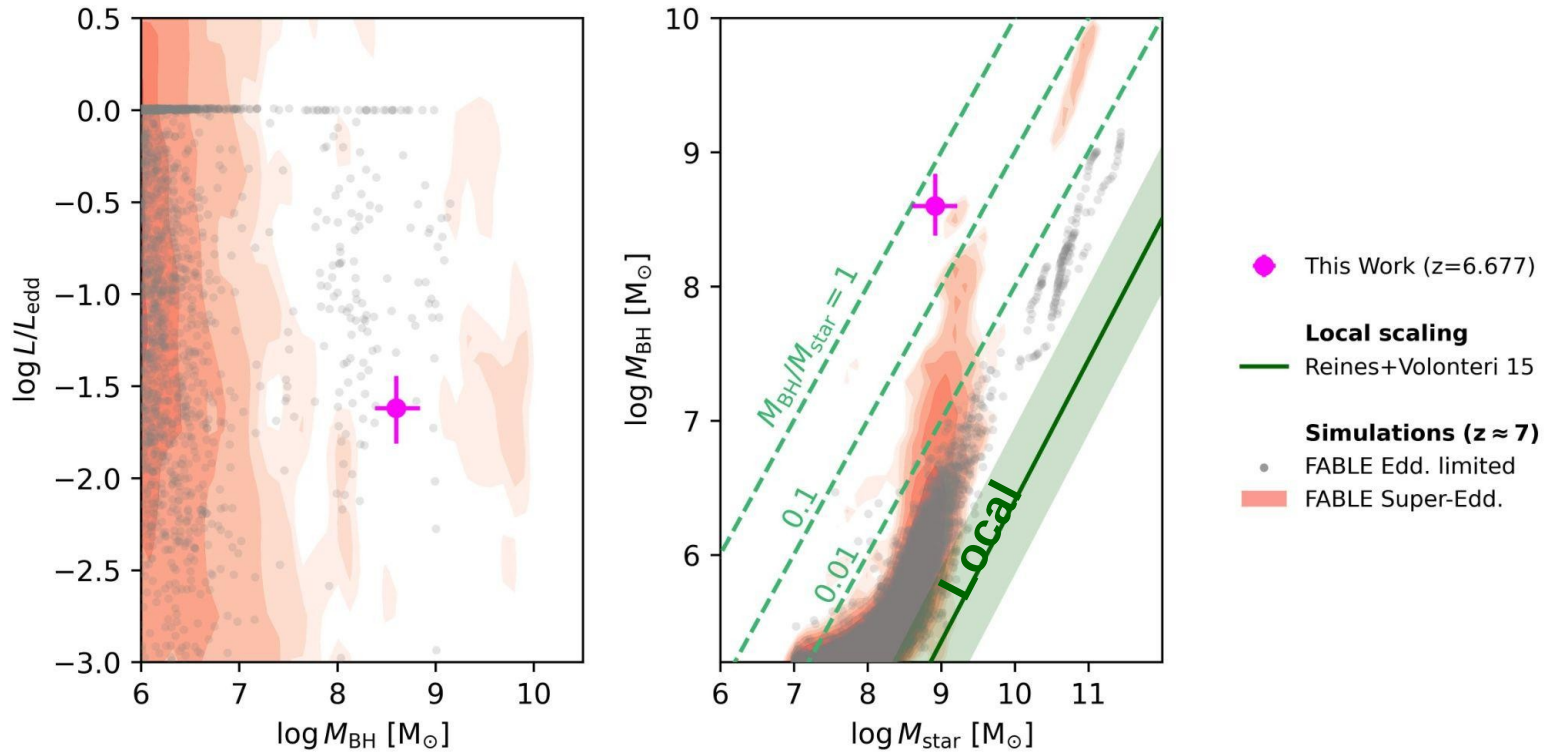 0.5
0.0
−0.5
−1.0
−1.5
−2.0
−2.5
−3.0
log L/L_edd
6 7 8 9 10
log M_BH [M_⊙]
10
9
8
7
6
log M_BH [M_⊙]
M_BH/M_star = 1
0.1
0.01
Local
6 7 8 9 10 11
log M_star [M_⊙]
This Work (z=6.677)
Local scaling
Reines+Volonteri 15
Simulations (z ≈ 7)
FABLE Edd. limited
FABLE Super-Edd.